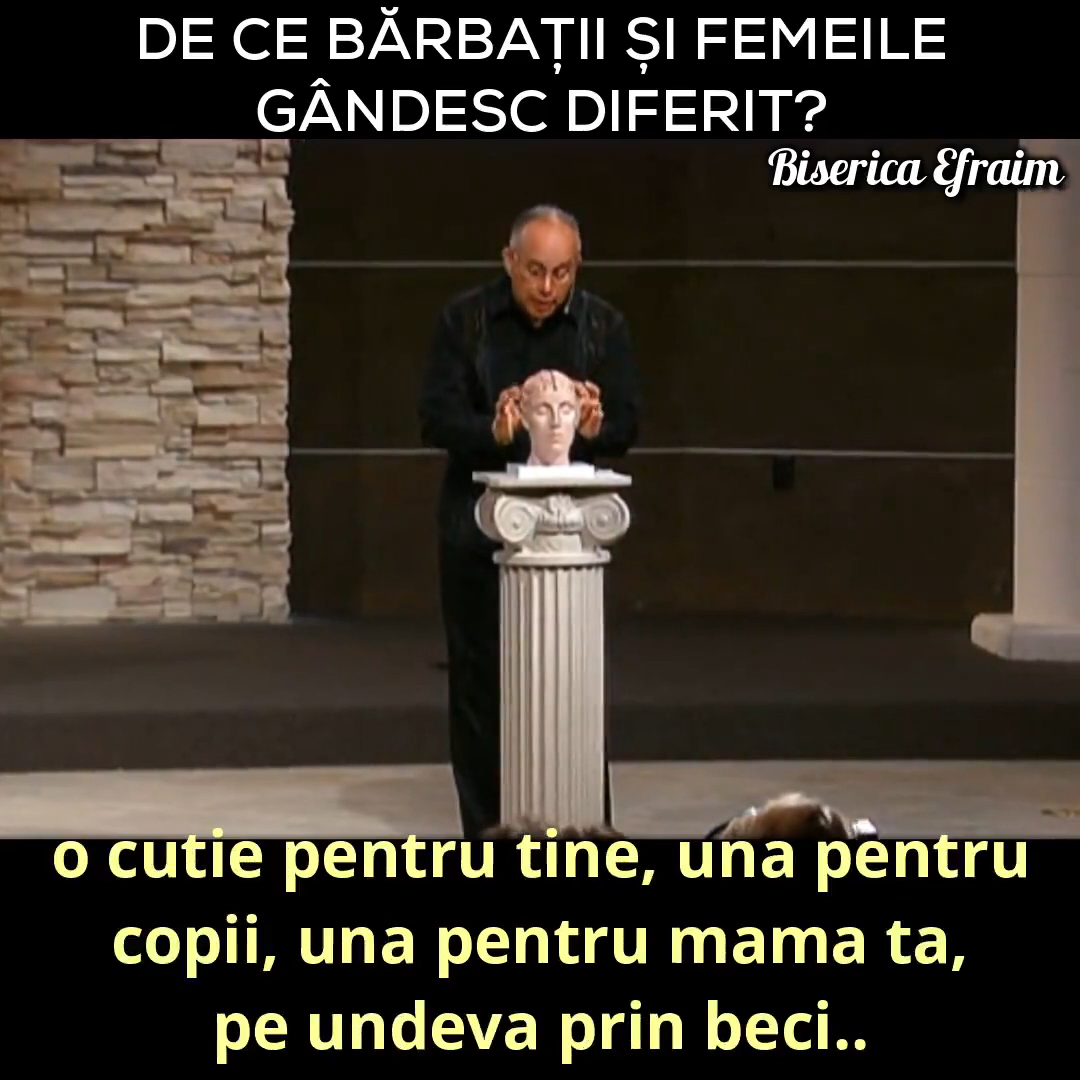 DE CE BĂRBAȚII ȘI FEMEILE
GÂNDESC DIFERIT?
Biserica Efraim
o cutie pentru tine, una pentru
copii, una pentru mama ta,
pe undeva prin beci..